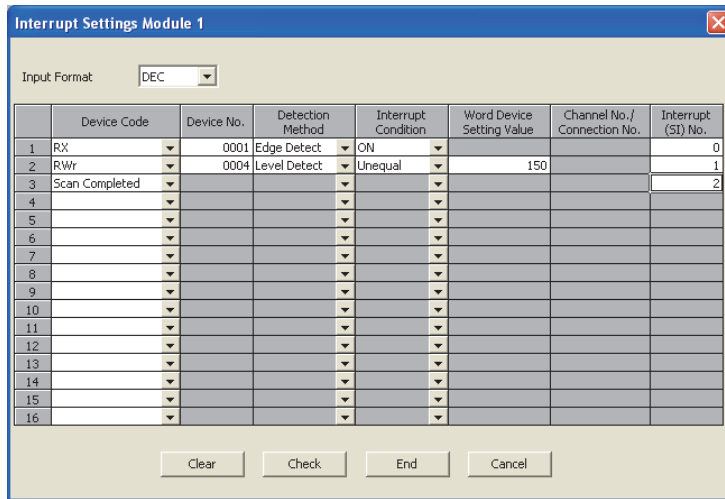 Interrupt Settings Module 1
Input Format DEC
Device Code Device No. Detection Method Interrupt Condition Word Device Setting Value Channel No./ Connection No. Interrupt (SI) No.
1 RX 0001 Edge Detect ON 0
2 RWr 0004 Level Detect Unequal 150 1
3 Scan Completed 2
4
5
6
7
8
9
10
11
12
13
14
15
16
Clear Check End Cancel